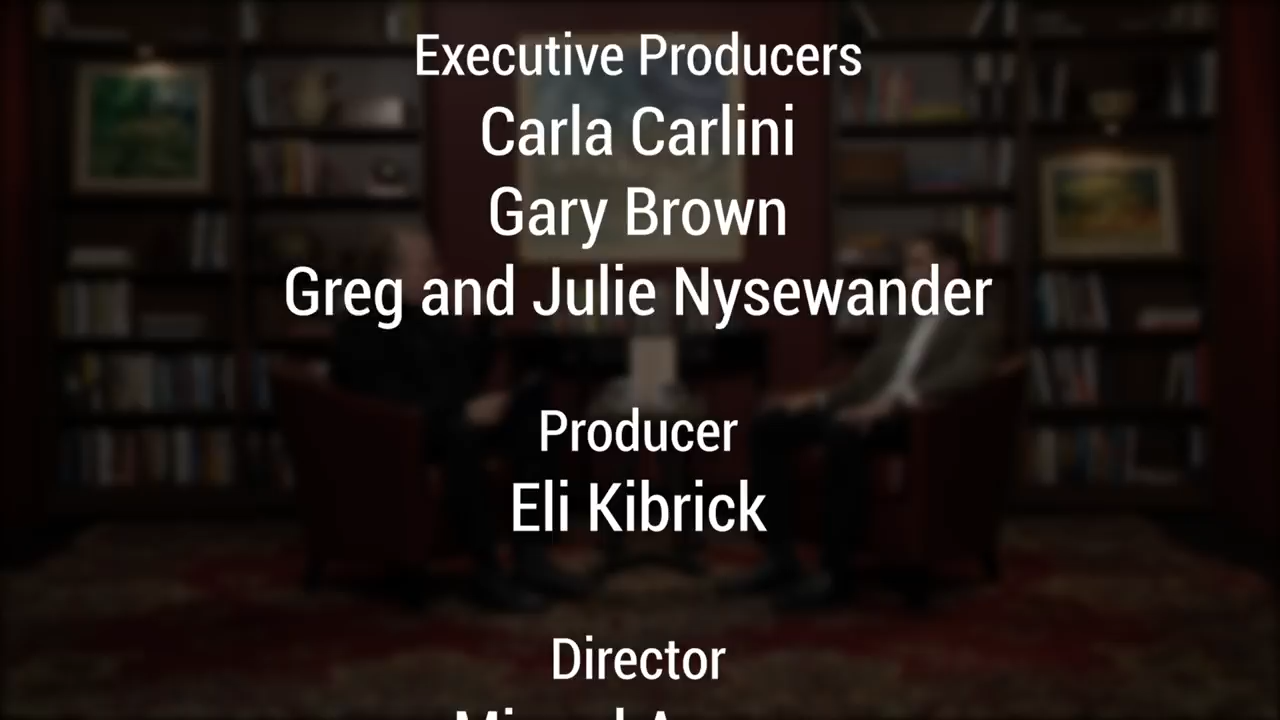 Executive Producers
Carla Carlini
Gary Brown
Greg and Julie Nysewander
Producer
Eli Kibrick
Director